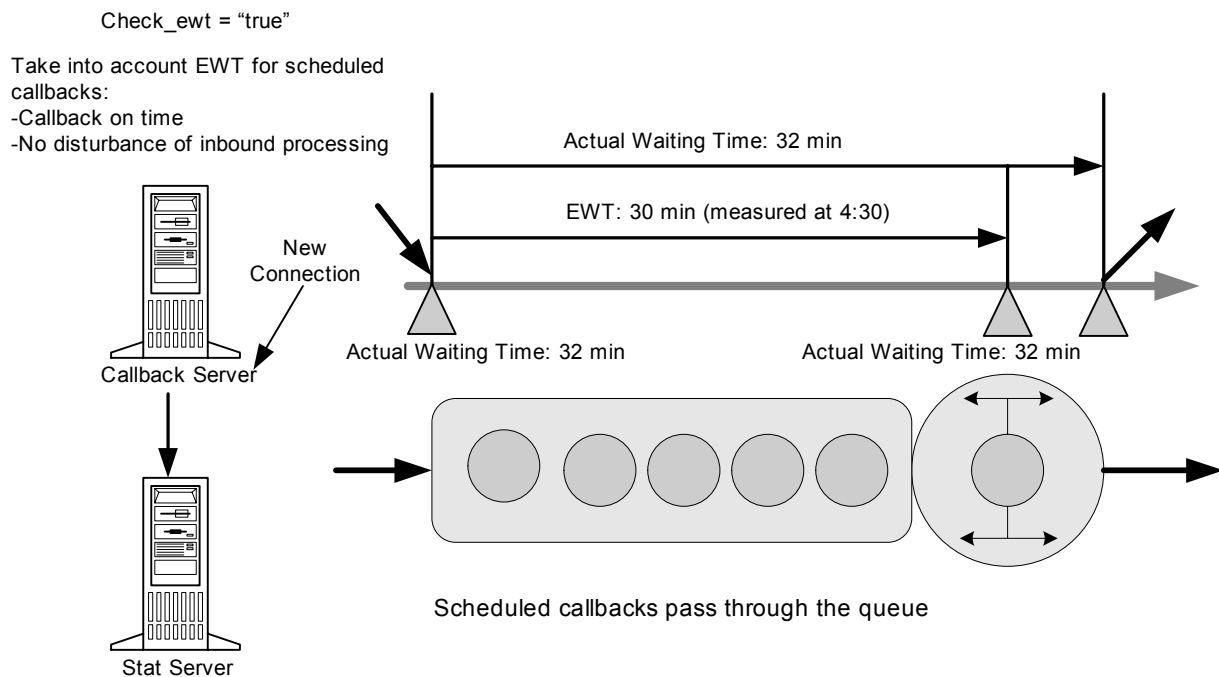 Check_ewt = “true”
Take into account EWT for scheduled
callbacks:
-Callback on time
-No disturbance of inbound processing
Actual Waiting Time: 32 min
EWT: 30 min (measured at 4:30)
New
Connection
Actual Waiting Time: 32 min
Actual Waiting Time: 32 min
Callback Server
Scheduled callbacks pass through the queue
Stat Server